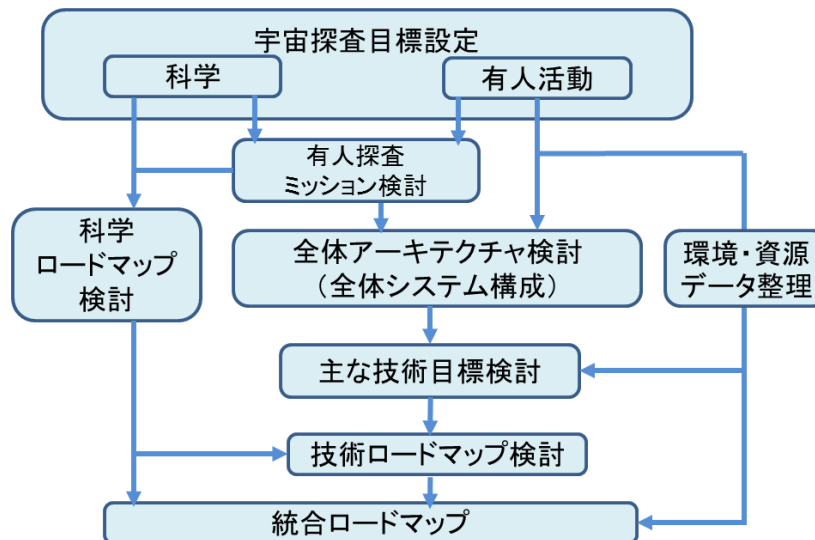 宇宙探査目標設定
科学
有人活動
有人探査
ミッション検討
科学
ロードマップ
検討
全体アーキテクチャ検討
（全体システム構成）
環境・資源
データ整理
主な技術目標検討
技術ロードマップ検討
統合ロードマップ